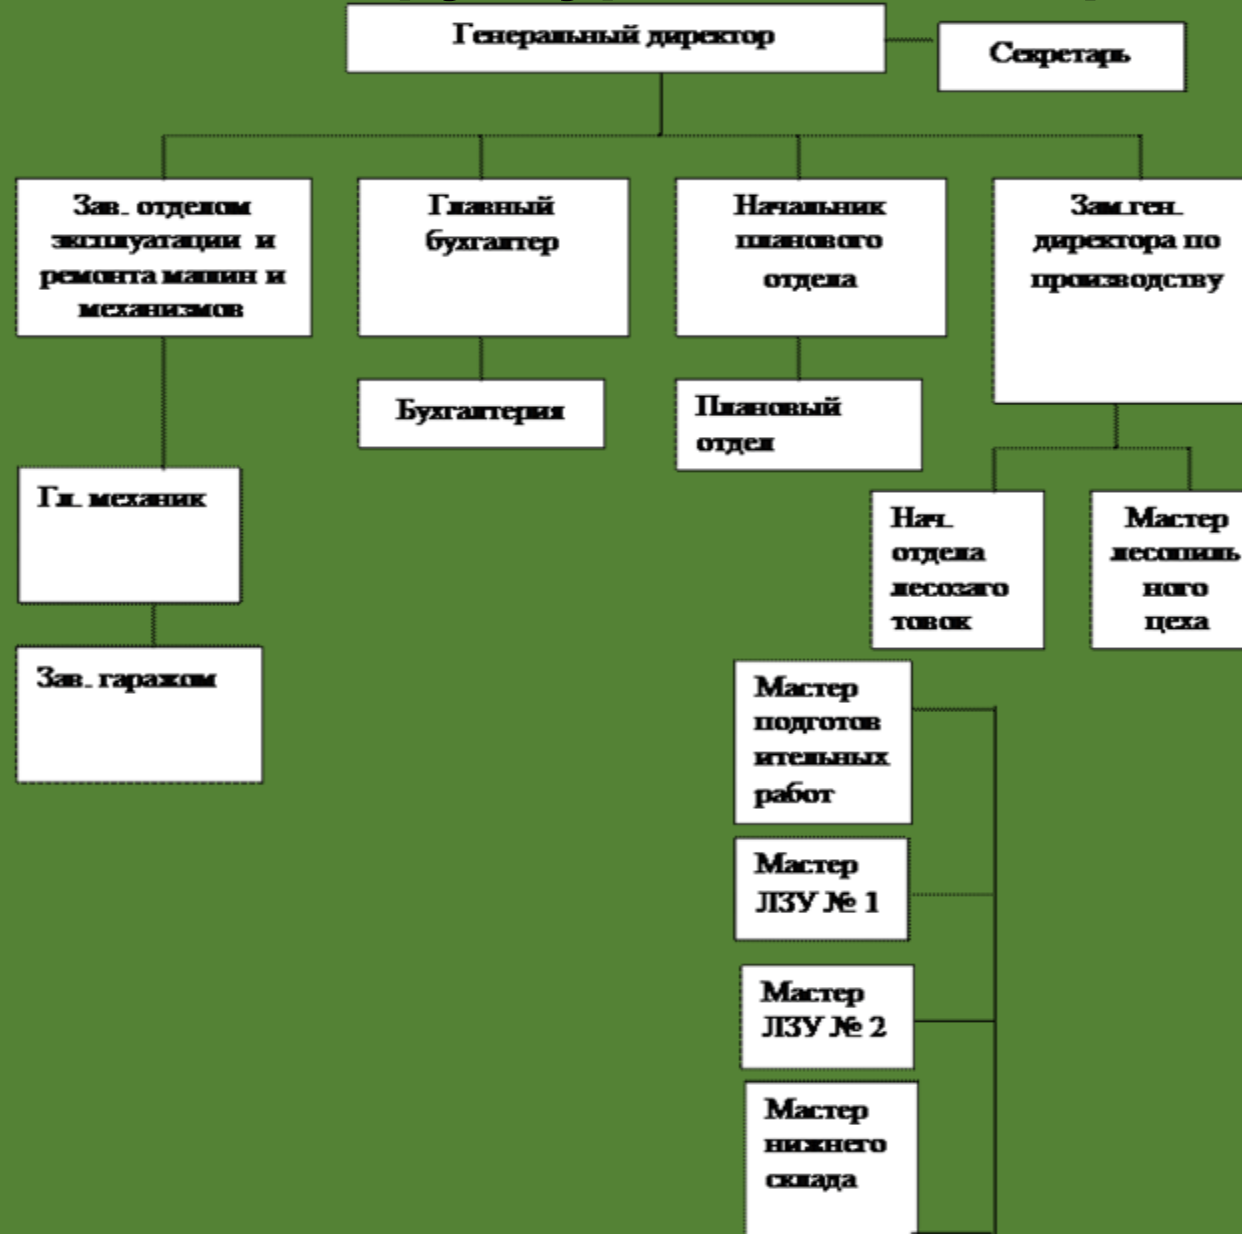 Генеральный директор
Секретарь
Зав. отделом
эксплуатации и
ремонта машин и
механизмов
Главный
бухгалтер
Начальник
планового
отдела
Зам.ген.
директора по
производству
Бухгалтерия
Плановый
отдел
Гл. механик
Зав. гаражом
Нач.
отдела
лесозаго
товок
Мастер
лесопиль
ного
цеха
Мастер
подготов
ительных
работ
Мастер
ЛЗУ № 1
Мастер
ЛЗУ № 2
Мастер
нижнего
склада